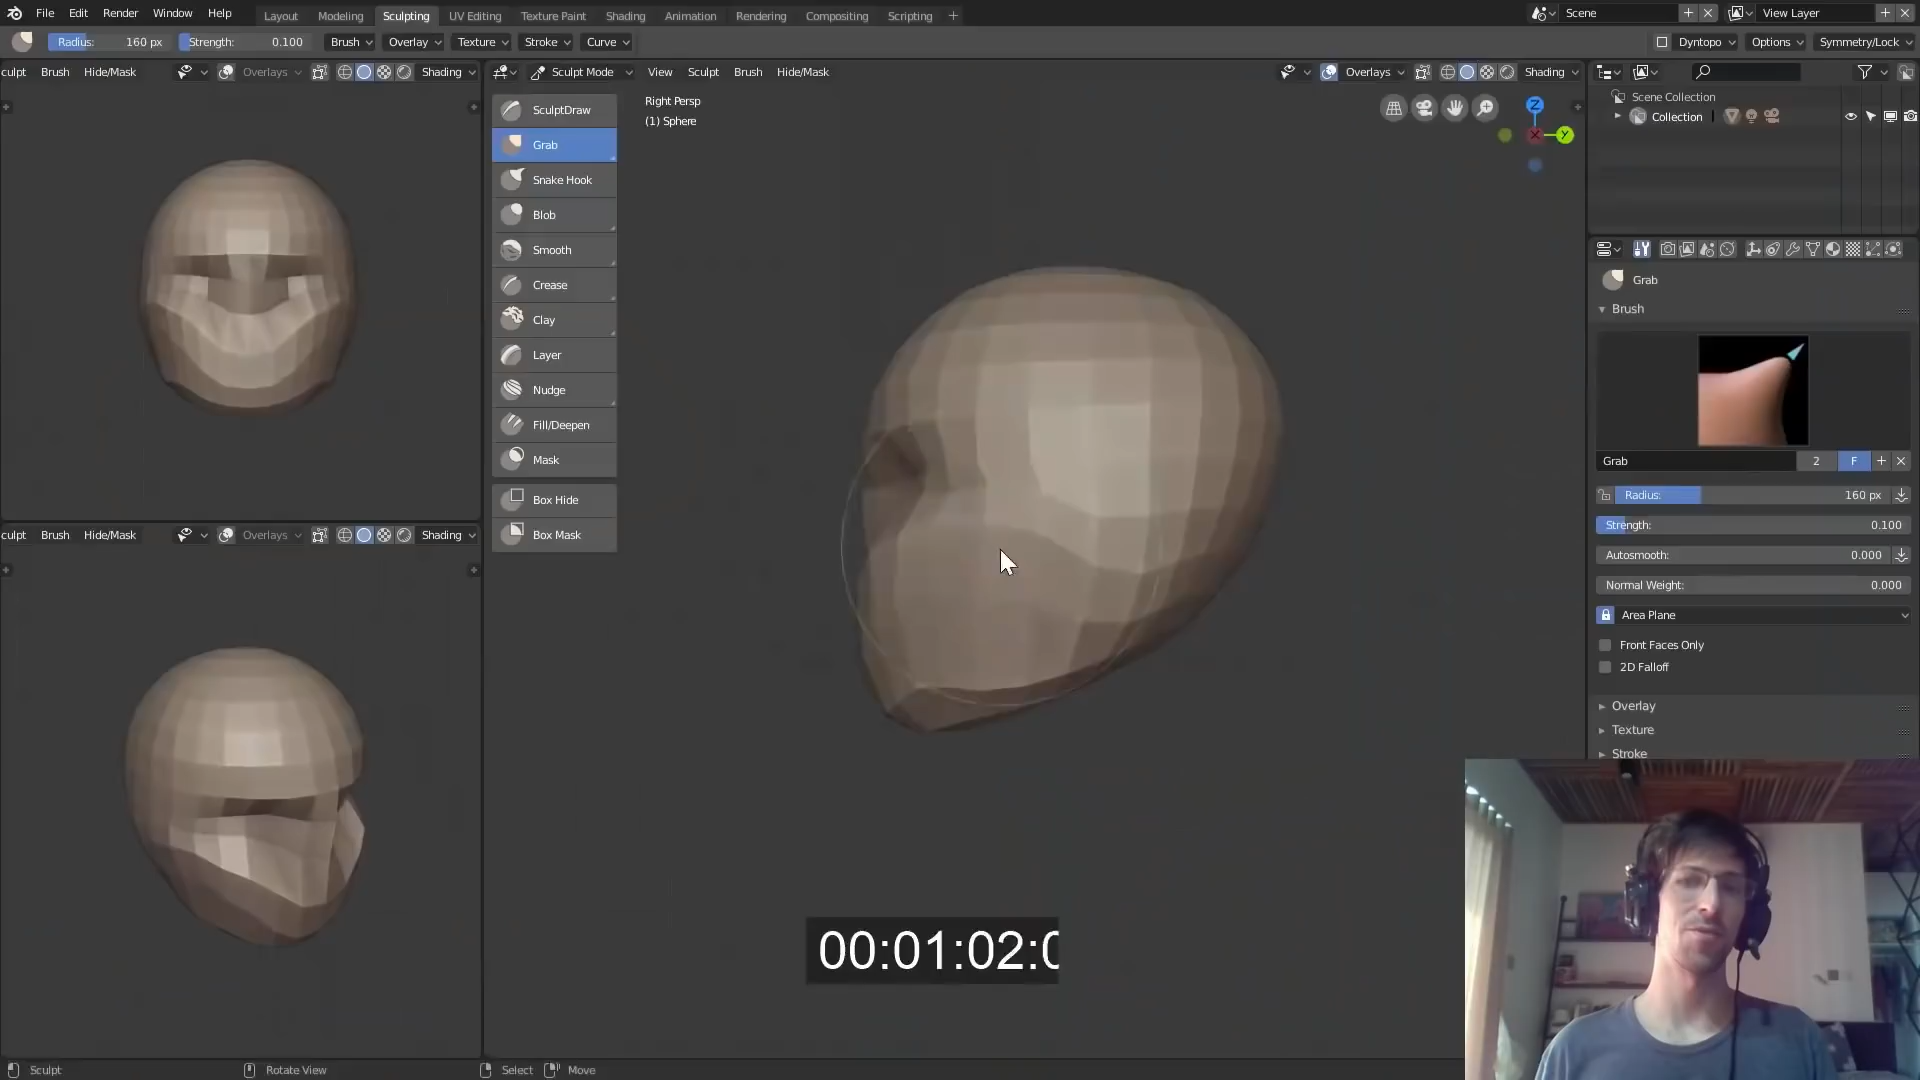 File Edit Render Window Help Layout Modeling Sculpting UV Editing Texture Paint Shading Animation Rendering Compositing Scripting + Scene View Layer
Radius: 160 px Strength: 0.100 Brush Overlay Texture Stroke Curve Dyntopo Options Symmetry/Lock
culpt Brush Hide/Mask Overlays Shading
Sculpt Mode View Sculpt Brush Hide/Mask Overlays Shading
Right Persp
(1) Sphere
SculptDraw
Grab
Snake Hook
Blob
Smooth
Crease
Clay
Layer
Nudge
Fill/Deepen
Mask
Box Hide
Box Mask
Z
X
Y
Scene Collection
Collection
Grab
Brush
Grab 2 F
Radius: 160 px
Strength: 0.100
Autosmooth: 0.000
Normal Weight: 0.000
Area Plane
Front Faces Only
2D Falloff
Overlay
Texture
Stroke
culpt Brush Hide/Mask Overlays Shading
00:01:02:0
Sculpt Rotate View Select Move